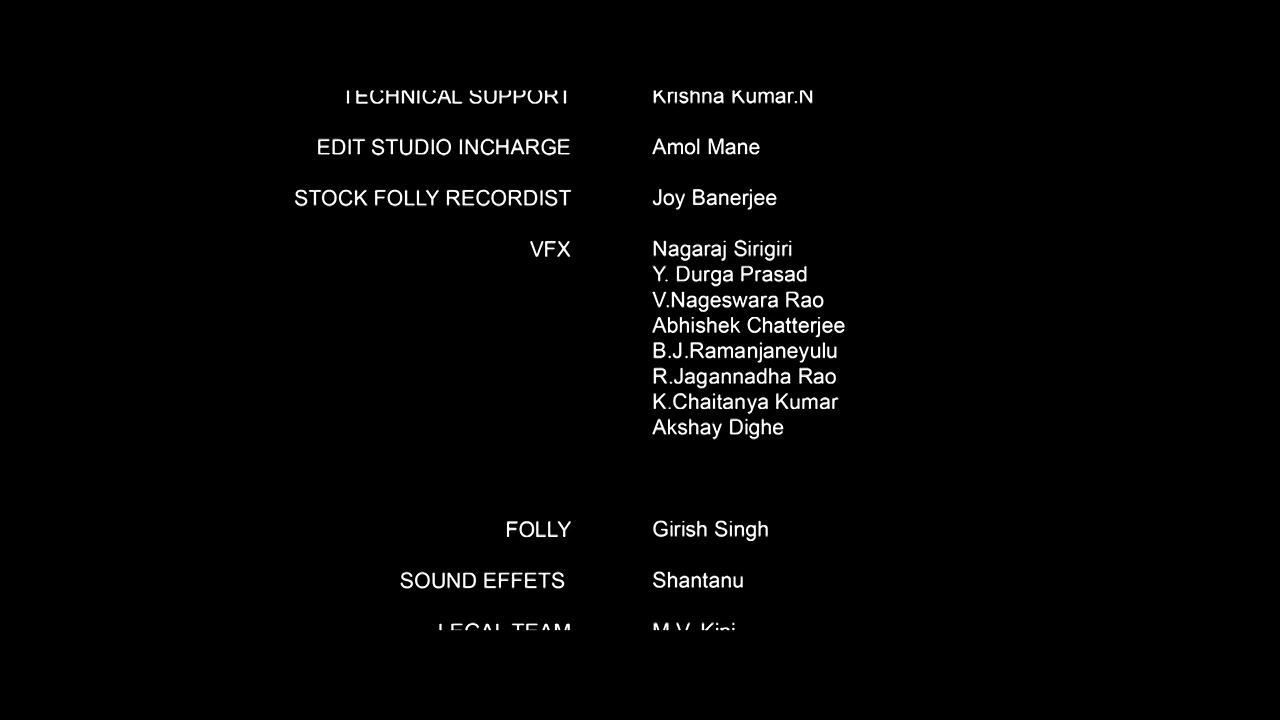 TECHNICAL SUPPORT Krishna Kumar.N
EDIT STUDIO INCHARGE Amol Mane
STOCK FOLLY RECORDIST Joy Banerjee
VFX Nagaraj Sirigiri
Y. Durga Prasad
V.Nageswara Rao
Abhishek Chatterjee
B.J.Ramanjaneyulu
R.Jagannadha Rao
K.Chaitanya Kumar
Akshay Dighe
FOLLY Girish Singh
SOUND EFFETS Shantanu
LEGAL TEAM M.V. Kini